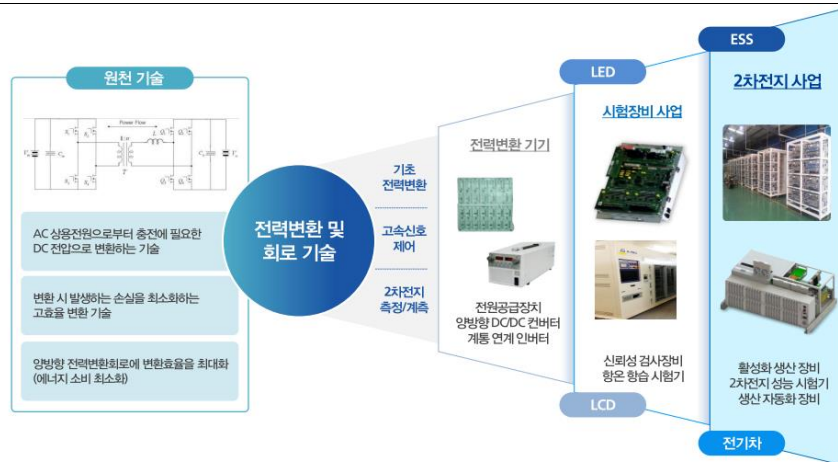 원천 기술
Power Flow
AC 상용전원으로부터 충전에 필요한
DC 전압으로 변환하는 기술
변환 시 발생하는 손실을 최소화하는
고효율 변환 기술
양방향 전력변환회로에 변환효율을 최대화
(에너지 소비 최소화)
전력변환 및
회로 기술
기초
전력변환
고속신호
제어
2차전지
측정/계측
전력변환 기기
전원공급장치
양방향 DC/DC 컨버터
계통 연계 인버터
LED
시험장비 사업
신뢰성 검사장비
항온 항습 시험기
LCD
ESS
2차전지 사업
활성화 생산 장비
2차전지 성능 시험기
생산 자동화 장비
전기차